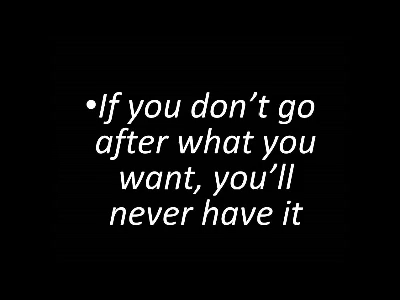 •If you don’t go
after what you
want, you’ll
never have it